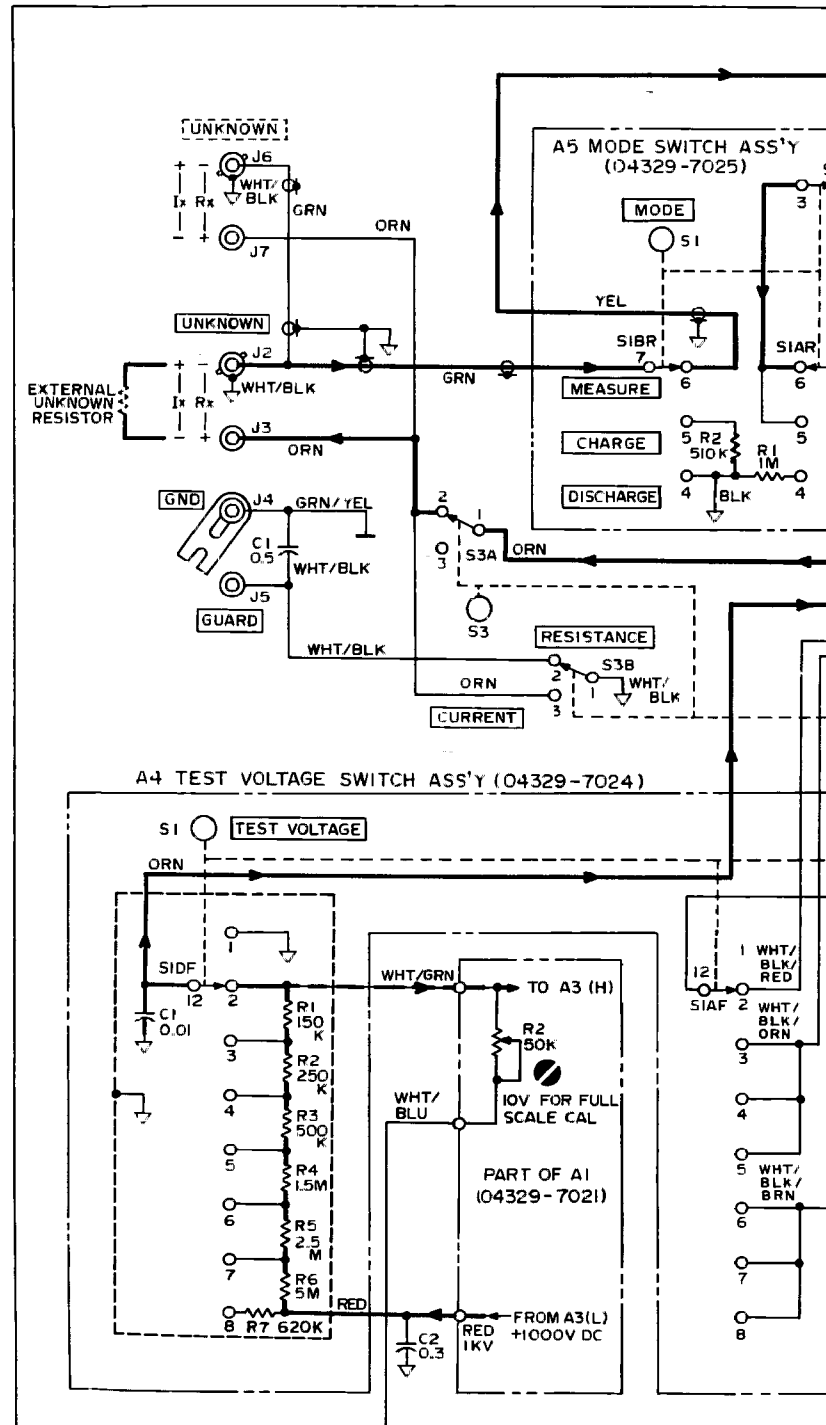 UNKNOWN
J6
WHT/
BLK
GRN
+ –
Ix Rx
– +
J7
ORN
UNKNOWN
J2
WHT/BLK
EXTERNAL
UNKNOWN
RESISTOR
+ –
Ix Rx
– +
J3
ORN
GRN
GND
J4
GRN/YEL
C1
0.5
WHT/BLK
J5
GUARD
WHT/BLK
ORN
2
1
S3A
3
S3
ORN
RESISTANCE
2
S3B
1
WHT/
BLK
3
CURRENT
A5 MODE SWITCH ASS'Y
(04329-7025)
MODE
S1
3
YEL
S1BR
7
6
S1AR
6
MEASURE
CHARGE
5
R2
510K
R1
1M
5
DISCHARGE
4
BLK
4
A4 TEST VOLTAGE SWITCH ASS'Y (04329-7024)
S1
TEST VOLTAGE
ORN
1
S1DF
12
2
C1
0.01
R1
150
K
3
R2
250
K
4
R3
500
K
5
R4
1.5M
6
R5
2.5
M
7
R6
5M
8
R7 620K
RED
C2
0.3
WHT/GRN
TO A3 (H)
R2
50K
10V FOR FULL
SCALE CAL
WHT/
BLU
PART OF A1
(04329-7021)
RED
1KV
FROM A3(L)
+1000V DC
12
S1AF
1
WHT/
BLK/
RED
2
WHT/
BLK/
ORN
3
4
5
WHT/
BLK/
BRN
6
7
8